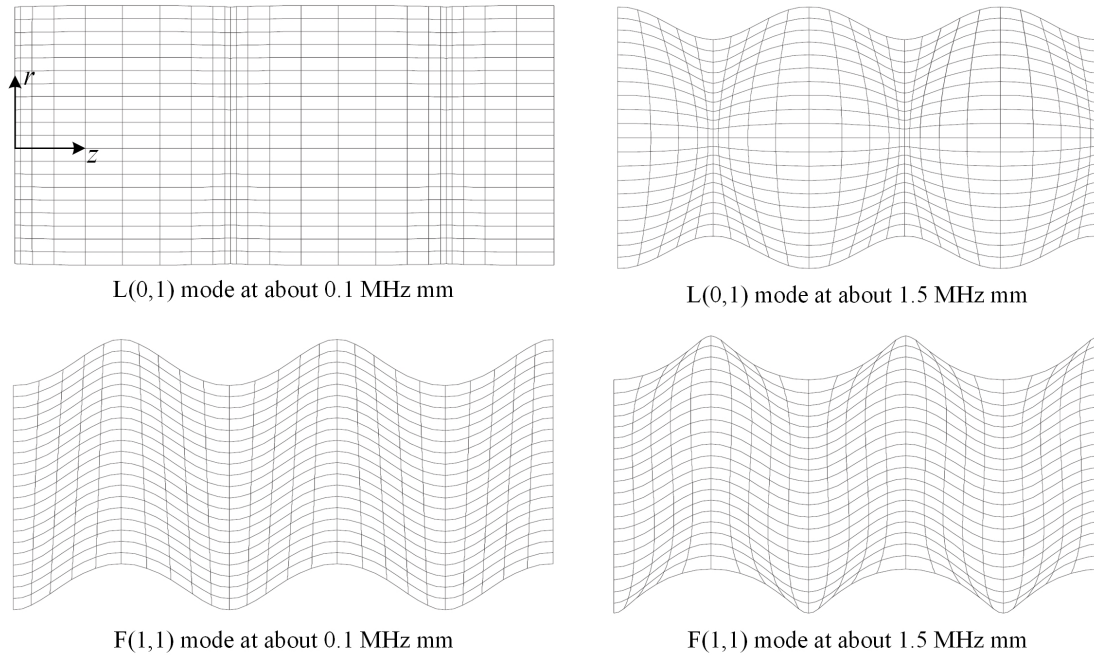 r
z
L(0,1) mode at about 0.1 MHz mm
L(0,1) mode at about 1.5 MHz mm
F(1,1) mode at about 0.1 MHz mm
F(1,1) mode at about 1.5 MHz mm